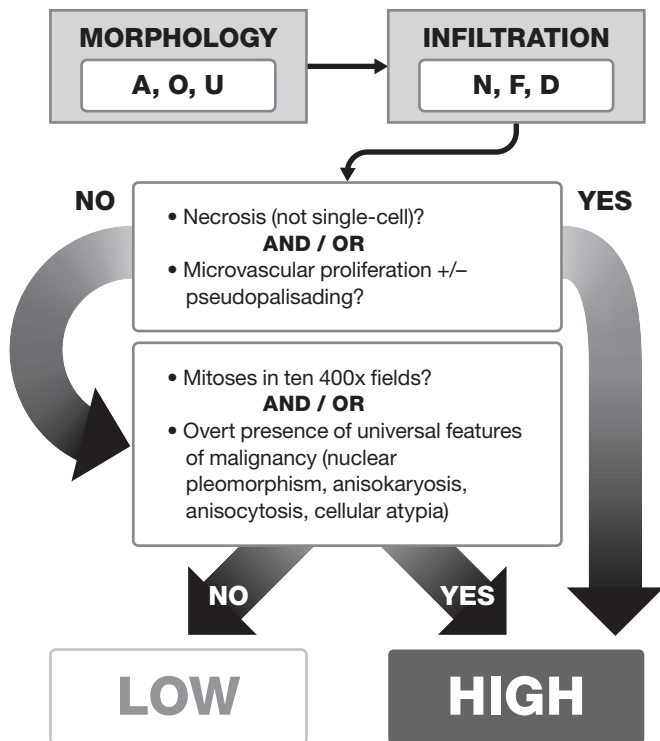 MORPHOLOGY
A, O, U
INFILTRATION
N, F, D
NO
YES
• Necrosis (not single-cell)?
AND / OR
• Microvascular proliferation +/–
pseudopalisading?
• Mitoses in ten 400x fields?
AND / OR
• Overt presence of universal features
of malignancy (nuclear
pleomorphism, anisokaryosis,
anisocytosis, cellular atypia)
NO
YES
LOW
HIGH